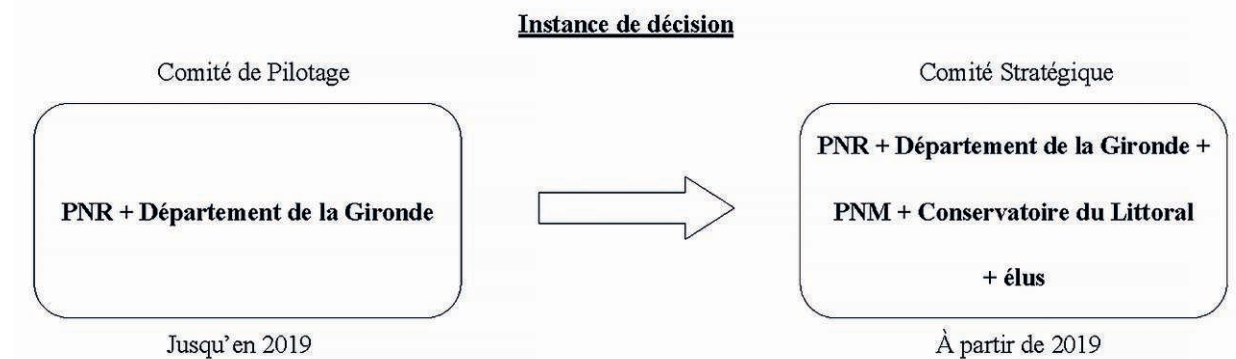 Instance de décision
Comité de Pilotage
PNR + Département de la Gironde
Jusqu'en 2019
Comité Stratégique
PNR + Département de la Gironde +
PNM + Conservatoire du Littoral
+ élus
À partir de 2019